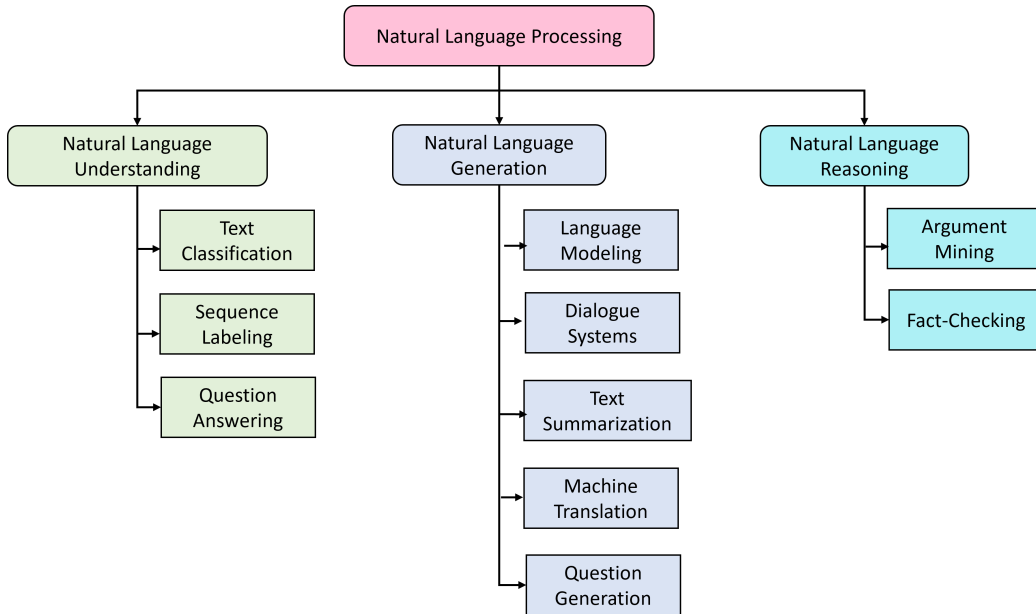 Natural Language Processing
Natural Language
Understanding
Text
Classification
Sequence
Labeling
Question
Answering
Natural Language
Generation
Language
Modeling
Dialogue
Systems
Text
Summarization
Machine
Translation
Question
Generation
Natural Language
Reasoning
Argument
Mining
Fact-Checking